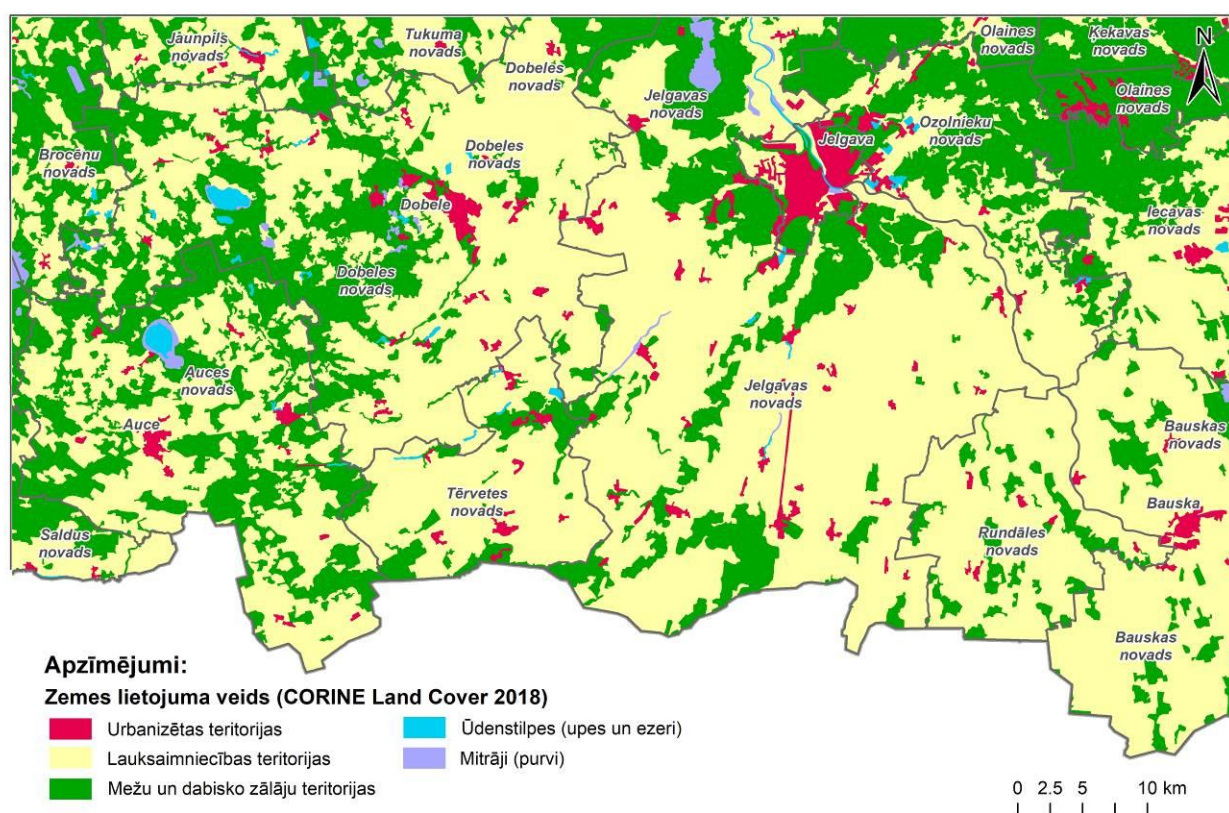 Jaunpils
novads
Tukuma
novads
Dobeles
novads
Jelgavas
novads
Olaines
novads
Ķekavas
novads
N
Olaines
novads
Brocēnu
novads
Dobeles
novads
Jelgava
Ozolnieku
novads
Dobele
Iecavas
novads
Dobeles
novads
Auces
novads
Jelgavas
novads
Auce
Bauskas
novads
Tērvetes
novads
Bauska
Saldus
novads
Rundāles
novads
Bauskas
novads
Apzīmējumi:
Zemes lietojuma veids (CORINE Land Cover 2018)
Urbanizētas teritorijas
Ūdenstilpes (upes un ezeri)
Lauksaimniecības teritorijas
Mitrāji (purvi)
Mežu un dabisko zālāju teritorijas
0 2.5 5 10 km